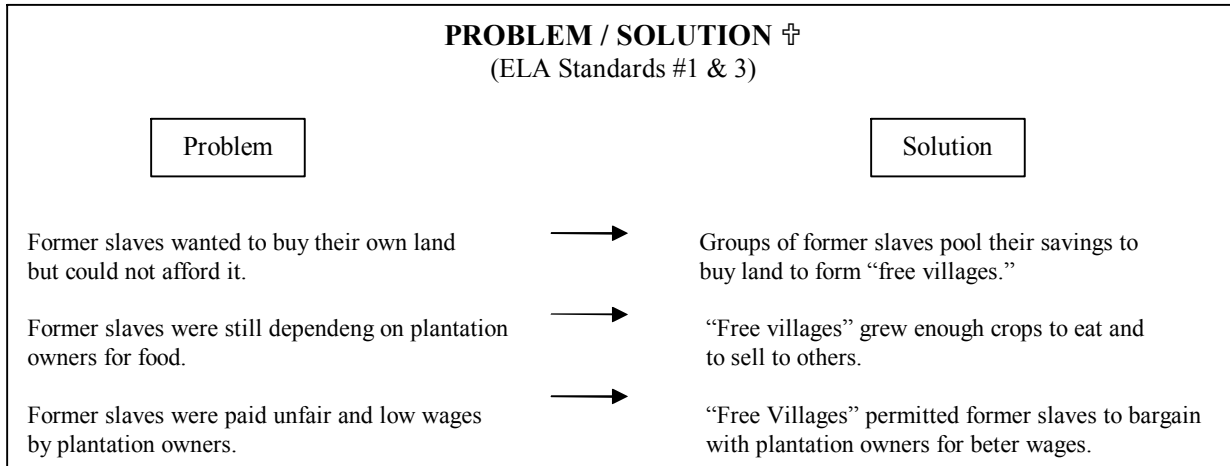 PROBLEM / SOLUTION ✞
(ELA Standards #1 & 3)
Problem
Solution
Former slaves wanted to buy their own land
but could not afford it.
Groups of former slaves pool their savings to
buy land to form “free villages.”
Former slaves were still dependeng on plantation
owners for food.
“Free villages” grew enough crops to eat and
to sell to others.
Former slaves were paid unfair and low wages
by plantation owners.
“Free Villages” permitted former slaves to bargain
with plantation owners for beter wages.